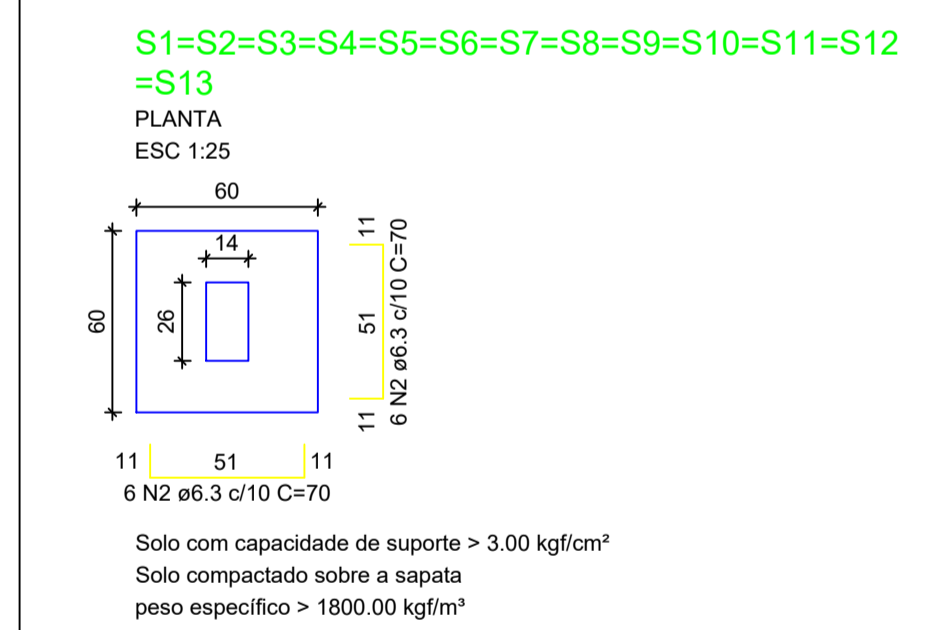 S1=S2=S3=S4=S5=S6=S7=S8=S9=S10=S11=S12
=S13
PLANTA
ESC 1:25
60
14
60
26
11
51
11
6 N2 ø6.3 c/10 C=70
11
51
11
6 N2 ø6.3 c/10 C=70
Solo com capacidade de suporte > 3.00 kgf/cm²
Solo compactado sobre a sapata
peso específico > 1800.00 kgf/m³